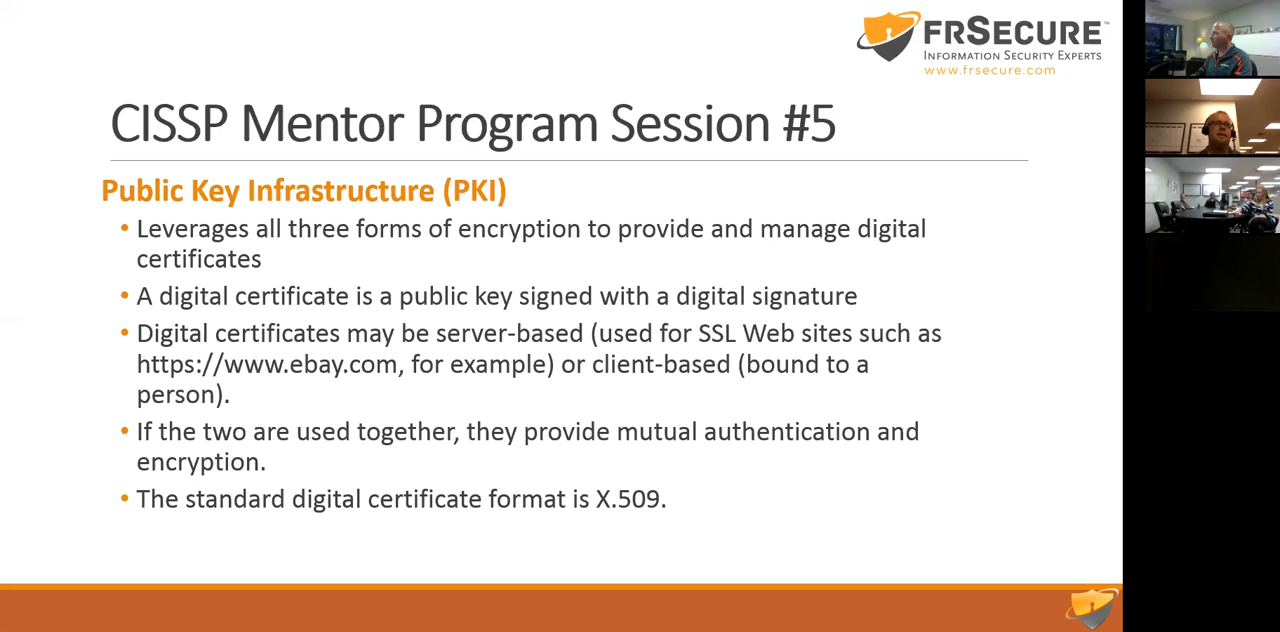 FRSECURE™
INFORMATION SECURITY EXPERTS
www.frsecure.com
CISSP Mentor Program Session #5
Public Key Infrastructure (PKI)
• Leverages all three forms of encryption to provide and manage digital
certificates
• A digital certificate is a public key signed with a digital signature
• Digital certificates may be server-based (used for SSL Web sites such as
https://www.ebay.com, for example) or client-based (bound to a
person).
• If the two are used together, they provide mutual authentication and
encryption.
• The standard digital certificate format is X.509.